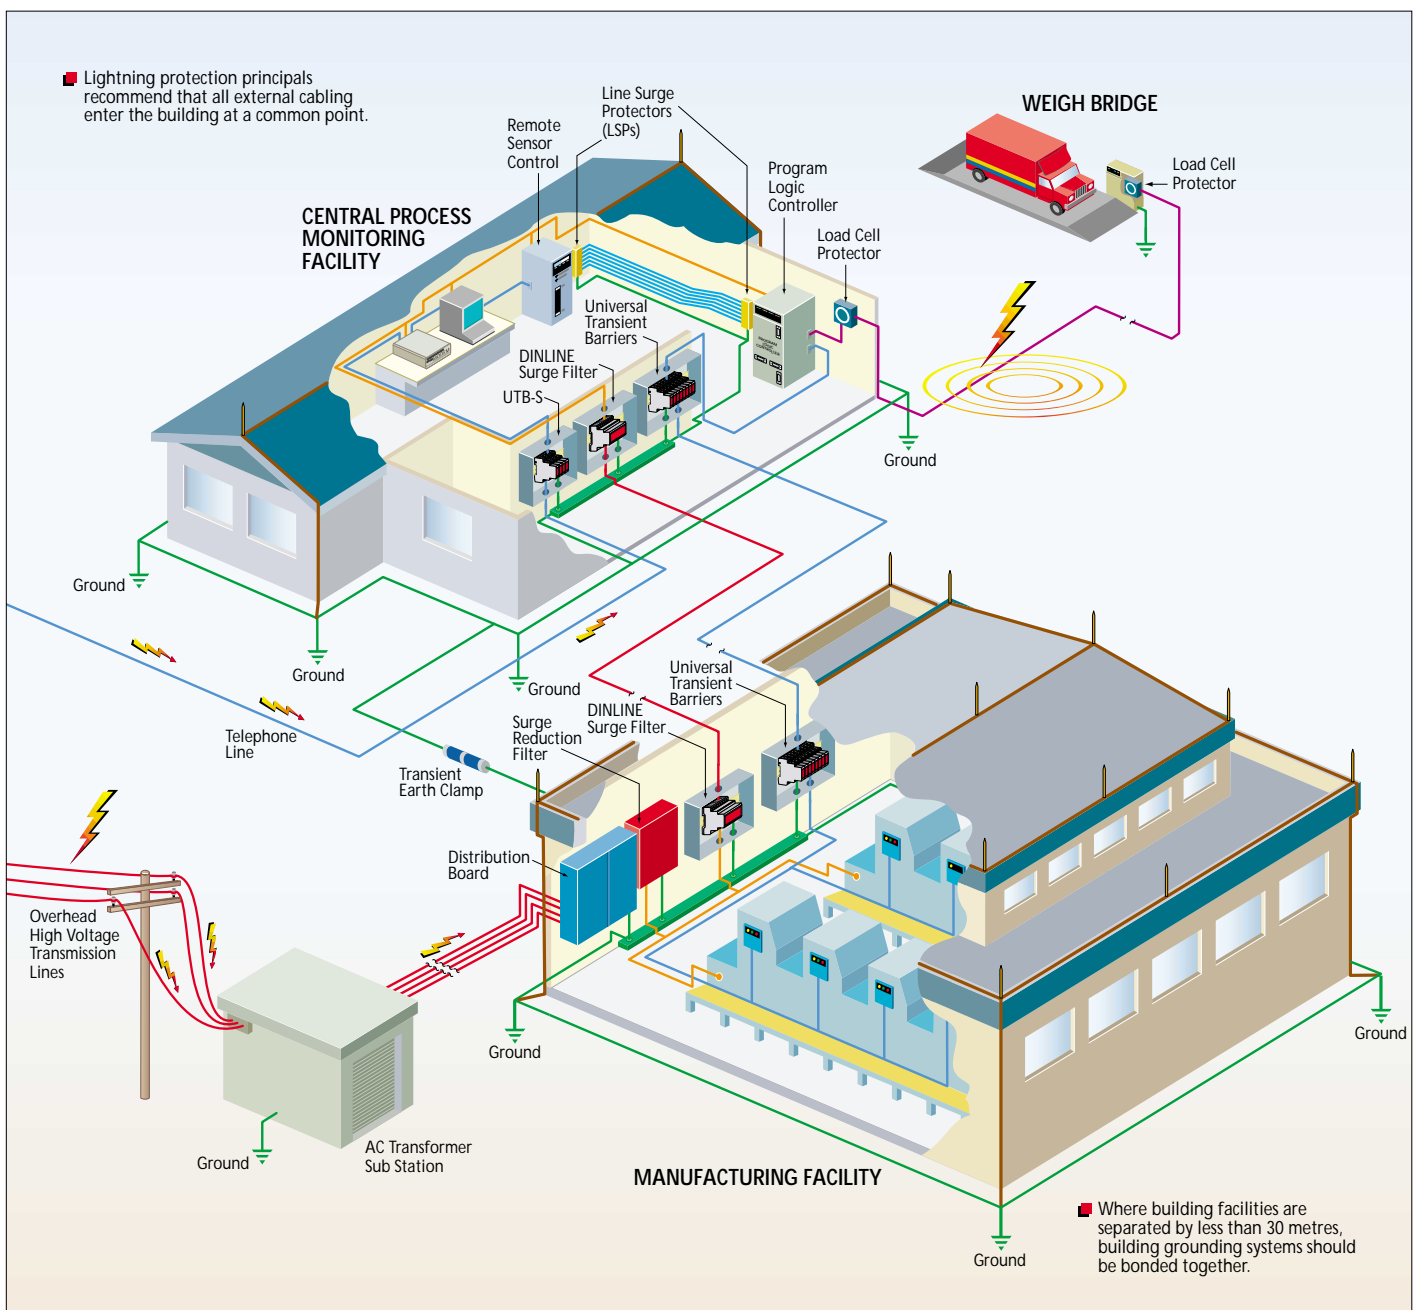 Lightning protection principals
recommend that all external cabling
enter the building at a common point.
Line Surge
Protectors
(LSPs)
WEIGH BRIDGE
Remote
Sensor
Control
Program
Logic
Controller
Load Cell
Protector
CENTRAL PROCESS
MONITORING
FACILITY
Load Cell
Protector
Universal
Transient
Barriers
DINLINE
Surge Filter
UTB-S
PROGRAM
LOGIC
CONTROLLER
Ground
Ground
Ground
Ground
Universal
Transient
Barriers
DINLINE
Surge Filter
Surge
Reduction
Filter
Telephone
Line
Transient
Earth Clamp
Distribution
Board
Overhead
High Voltage
Transmission
Lines
Ground
Ground
AC Transformer
Sub Station
Ground
MANUFACTURING FACILITY
Where building facilities are
separated by less than 30 metres,
building grounding systems should
be bonded together.
Ground